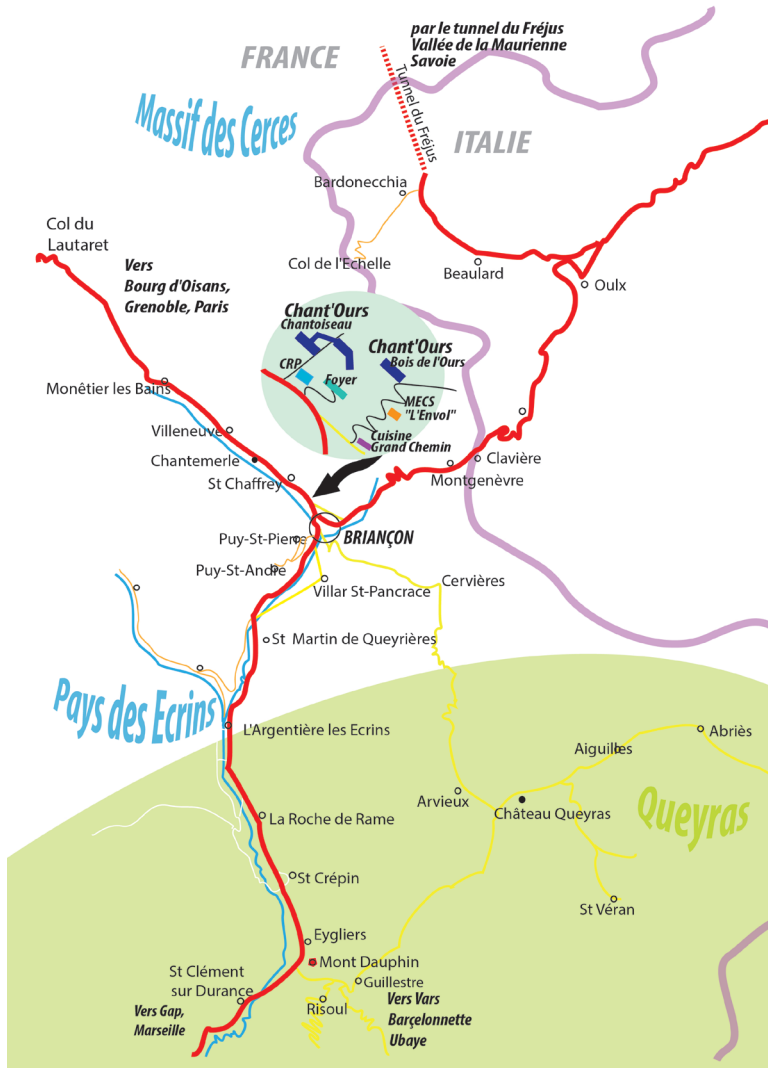 FRANCE
par le tunnel du Fréjus
Vallée de la Maurienne
Savoie
Massif des Cerces
Tunnel du Fréjus
ITALIE
Bardonecchia
Col du
Lautaret
Vers
Bourg d'Oisans,
Grenoble, Paris
Col de l'Echelle
Beaulard
Oulx
Chant'Ours
Chantoiseau
Chant'Ours
Bois de l'Ours
CRP
Foyer
MECS
"L'Envol"
Cuisine
Grand Chemin
Monêtier les Bains
Villeneuve
Chantemerle
St Chaffrey
Clavière
Montgenèvre
Puy-St-Pierre
BRIANÇON
Puy-St-André
Villar St-Pancrace
Cervières
St Martin de Queyrières
Pays des Ecrins
L'Argentière les Ecrins
Abriès
Aiguilles
Arvieux
Château Queyras
Queyras
La Roche de Rame
St Crépin
St Véran
Eygliers
Mont Dauphin
St Clément
sur Durance
Guillestre
Risoul
Vers Vars
Barçelonnette
Ubaye
Vers Gap,
Marseille